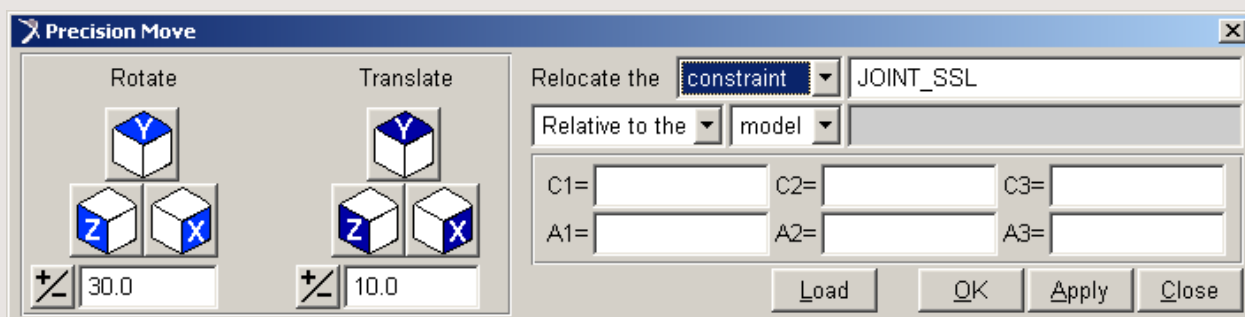 Precision Move
Rotate Translate
Y Y
Z X Z X
+/- 30.0 +/- 10.0
Relocate the constraint JOINT_SSL
Relative to the model
C1= C2= C3=
A1= A2= A3=
Load OK Apply Close